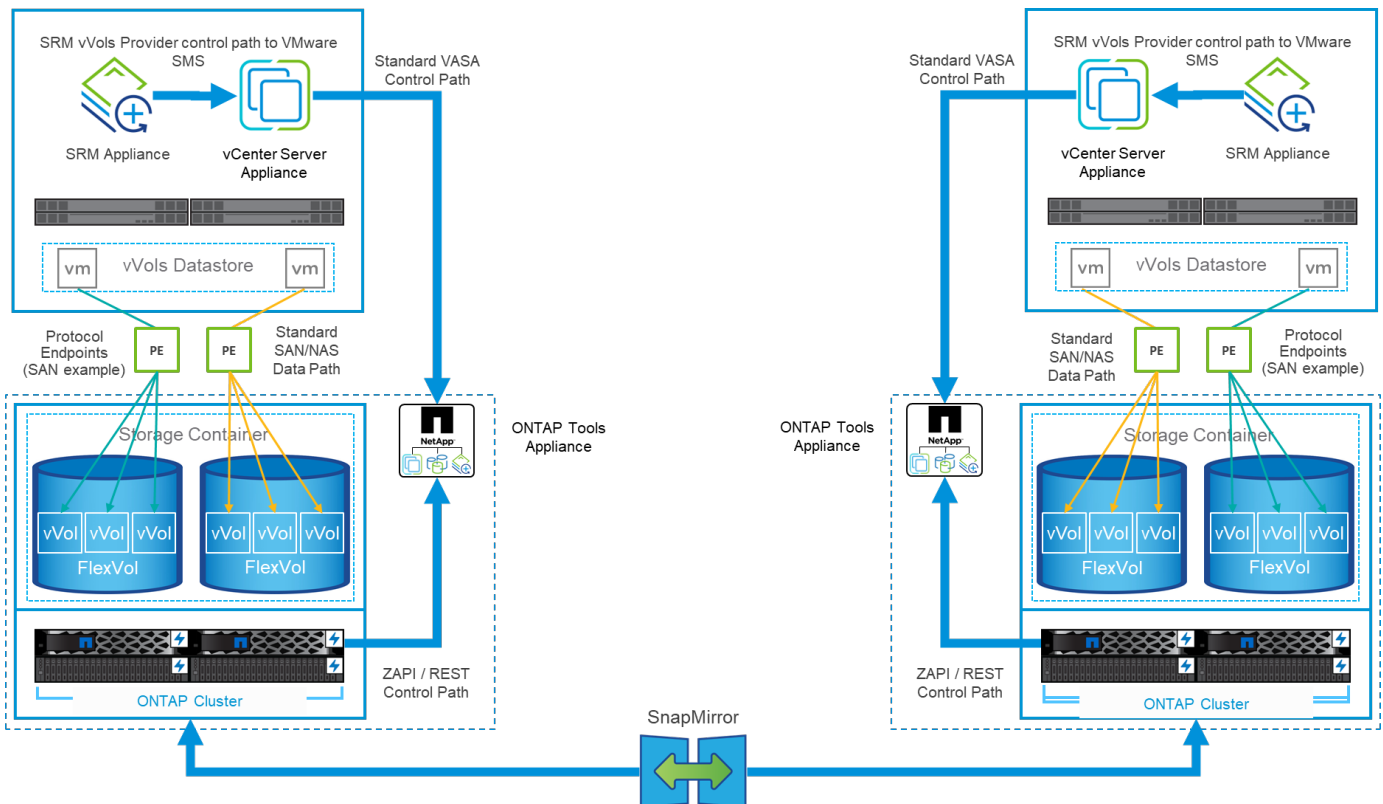 SRM vVols Provider control path to VMware
SMS
SRM Appliance
vCenter Server
Appliance
Standard VASA
Control Path
vm
vVols Datastore
vm
Protocol
Endpoints
(SAN example)
PE
PE
Standard
SAN/NAS
Data Path
Storage Container
vVol
vVol
vVol
FlexVol
vVol
vVol
vVol
FlexVol
NetApp
ONTAP Tools
Appliance
ONTAP Cluster
ZAPI / REST
Control Path
SnapMirror
SRM vVols Provider control path to VMware
SMS
Standard VASA
Control Path
vCenter Server
Appliance
SRM Appliance
vm
vVols Datastore
vm
Standard
SAN/NAS
Data Path
PE
PE
Protocol
Endpoints
(SAN example)
ONTAP Tools
Appliance
NetApp
Storage Container
vVol
vVol
vVol
FlexVol
vVol
vVol
vVol
FlexVol
ZAPI / REST
Control Path
ONTAP Cluster